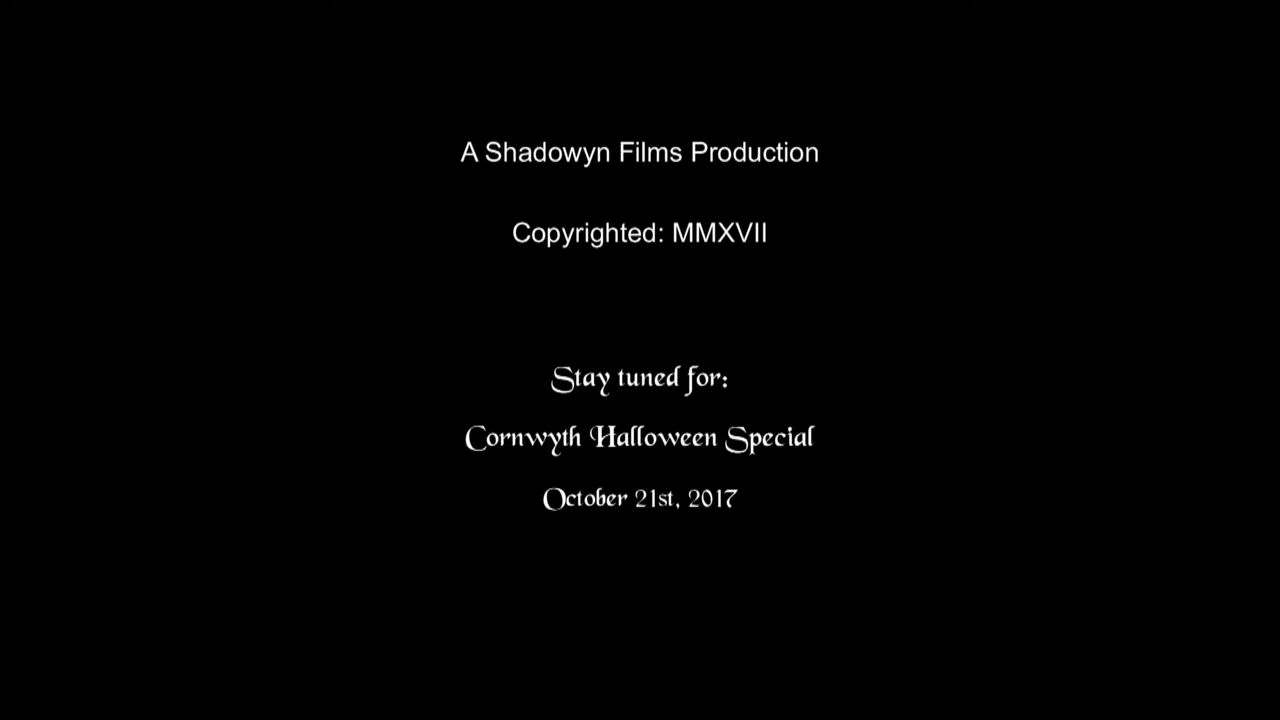 A Shadowyn Films Production
Copyrighted: MMXVII
Stay tuned for:
Cornwyth Halloween Special
October 21st, 2017